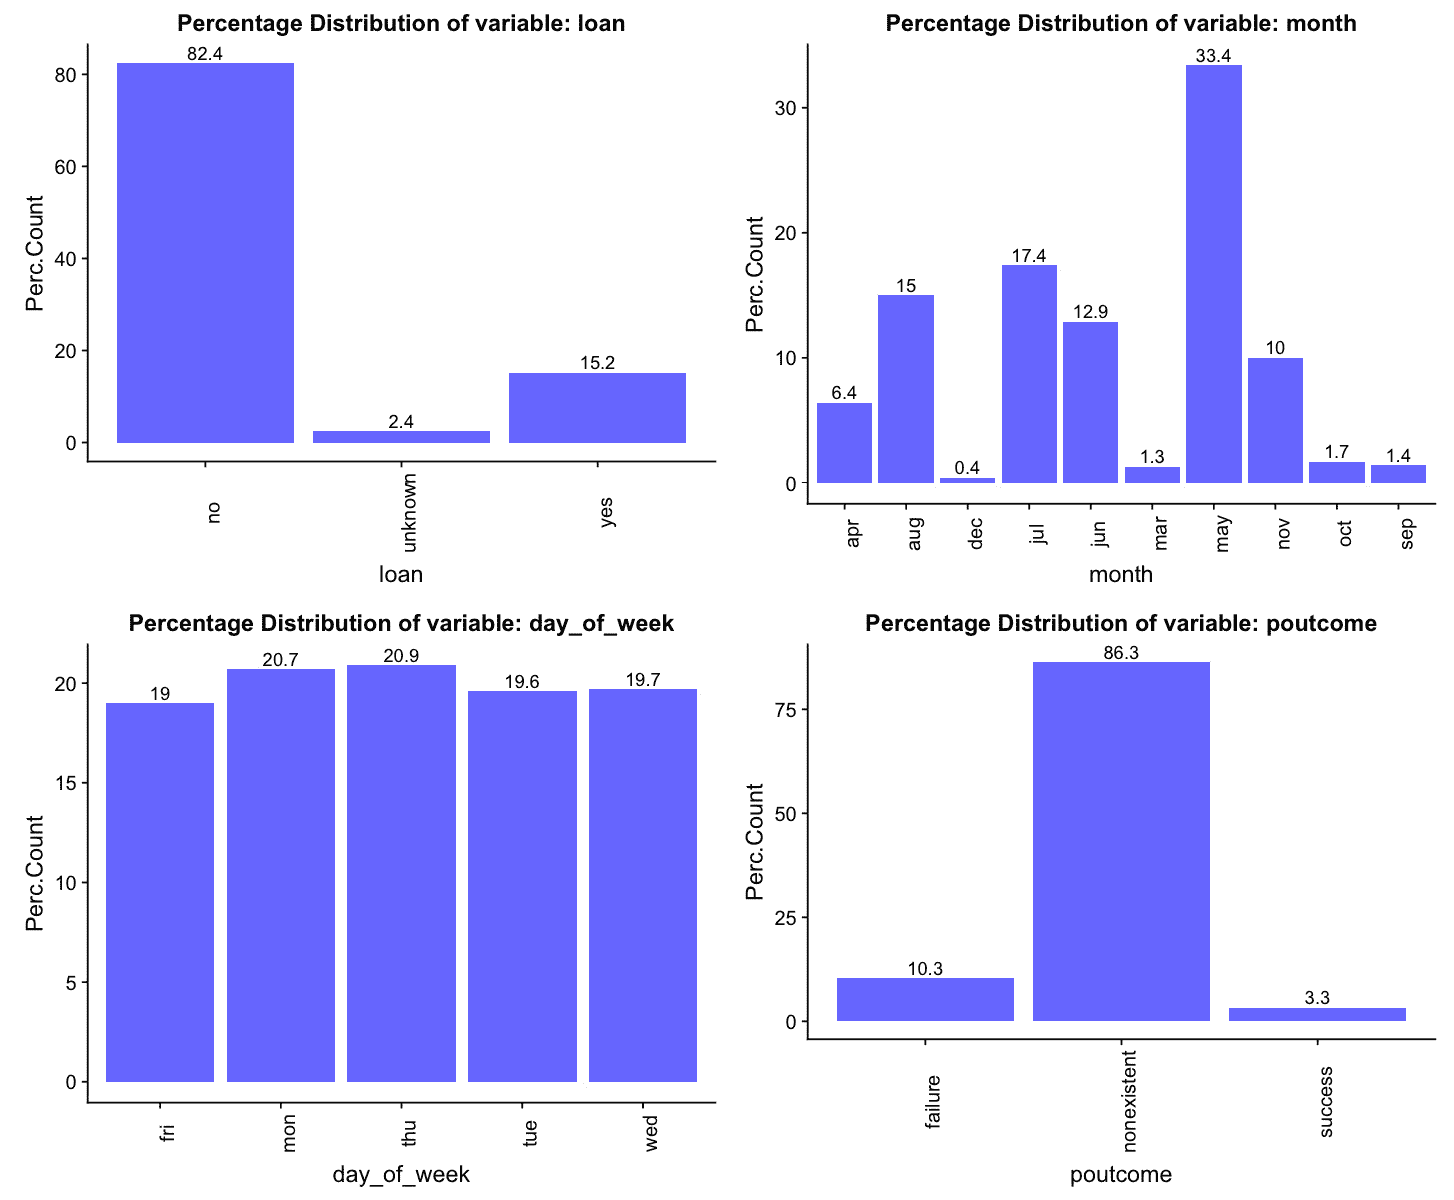 Percentage Distribution of variable: loan
Perc.Count
80
60
40
20
0
82.4
2.4
15.2
no
unknown
yes
loan
Percentage Distribution of variable: month
Perc.Count
30
20
10
0
6.4
15
0.4
17.4
12.9
1.3
33.4
10
1.7
1.4
apr
aug
dec
jul
jun
mar
may
nov
oct
sep
month
Percentage Distribution of variable: day_of_week
Perc.Count
20
15
10
5
0
19
20.7
20.9
19.6
19.7
fri
mon
thu
tue
wed
day_of_week
Percentage Distribution of variable: poutcome
Perc.Count
75
50
25
0
10.3
86.3
3.3
failure
nonexistent
success
poutcome